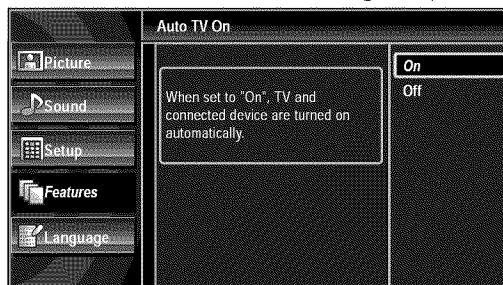 Auto TV On
Picture
Sound
Setup
Features
Language
When set to "On", TV and
connected device are turned on
automatically.
On
Off